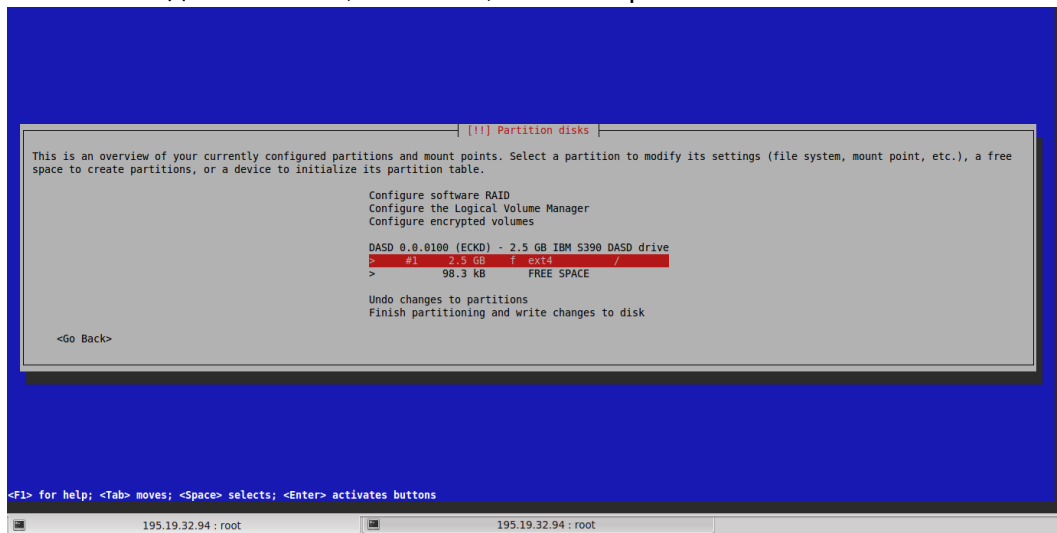 [!!] Partition disks
This is an overview of your currently configured partitions and mount points. Select a partition to modify its settings (file system, mount point, etc.), a free
space to create partitions, or a device to initialize its partition table.
Configure software RAID
Configure the Logical Volume Manager
Configure encrypted volumes
DASD 0.0.0100 (ECKD) - 2.5 GB IBM S390 DASD drive
> #1 2.5 GB f ext4 /
> 98.3 kB FREE SPACE
Undo changes to partitions
Finish partitioning and write changes to disk
<Go Back>
<F1> for help; <Tab> moves; <Space> selects; <Enter> activates buttons
195.19.32.94 : root
195.19.32.94 : root